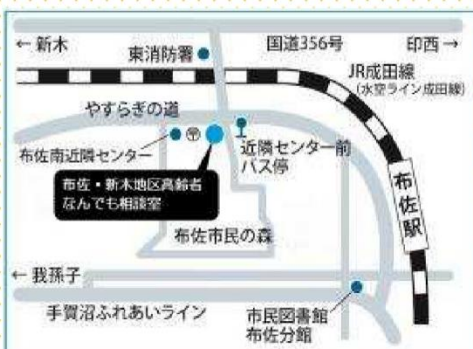 ← 新木
国道356号
印西 →
東消防署
JR成田線
(水空ライン成田線)
やすらぎの道
〒
布佐南近隣センター
近隣センター前
バス停
布佐・新木地区高齢者
なんでも相談室
布佐駅
布佐市民の森
← 我孫子
手賀沼ふれあいライン
市民図書館
布佐分館